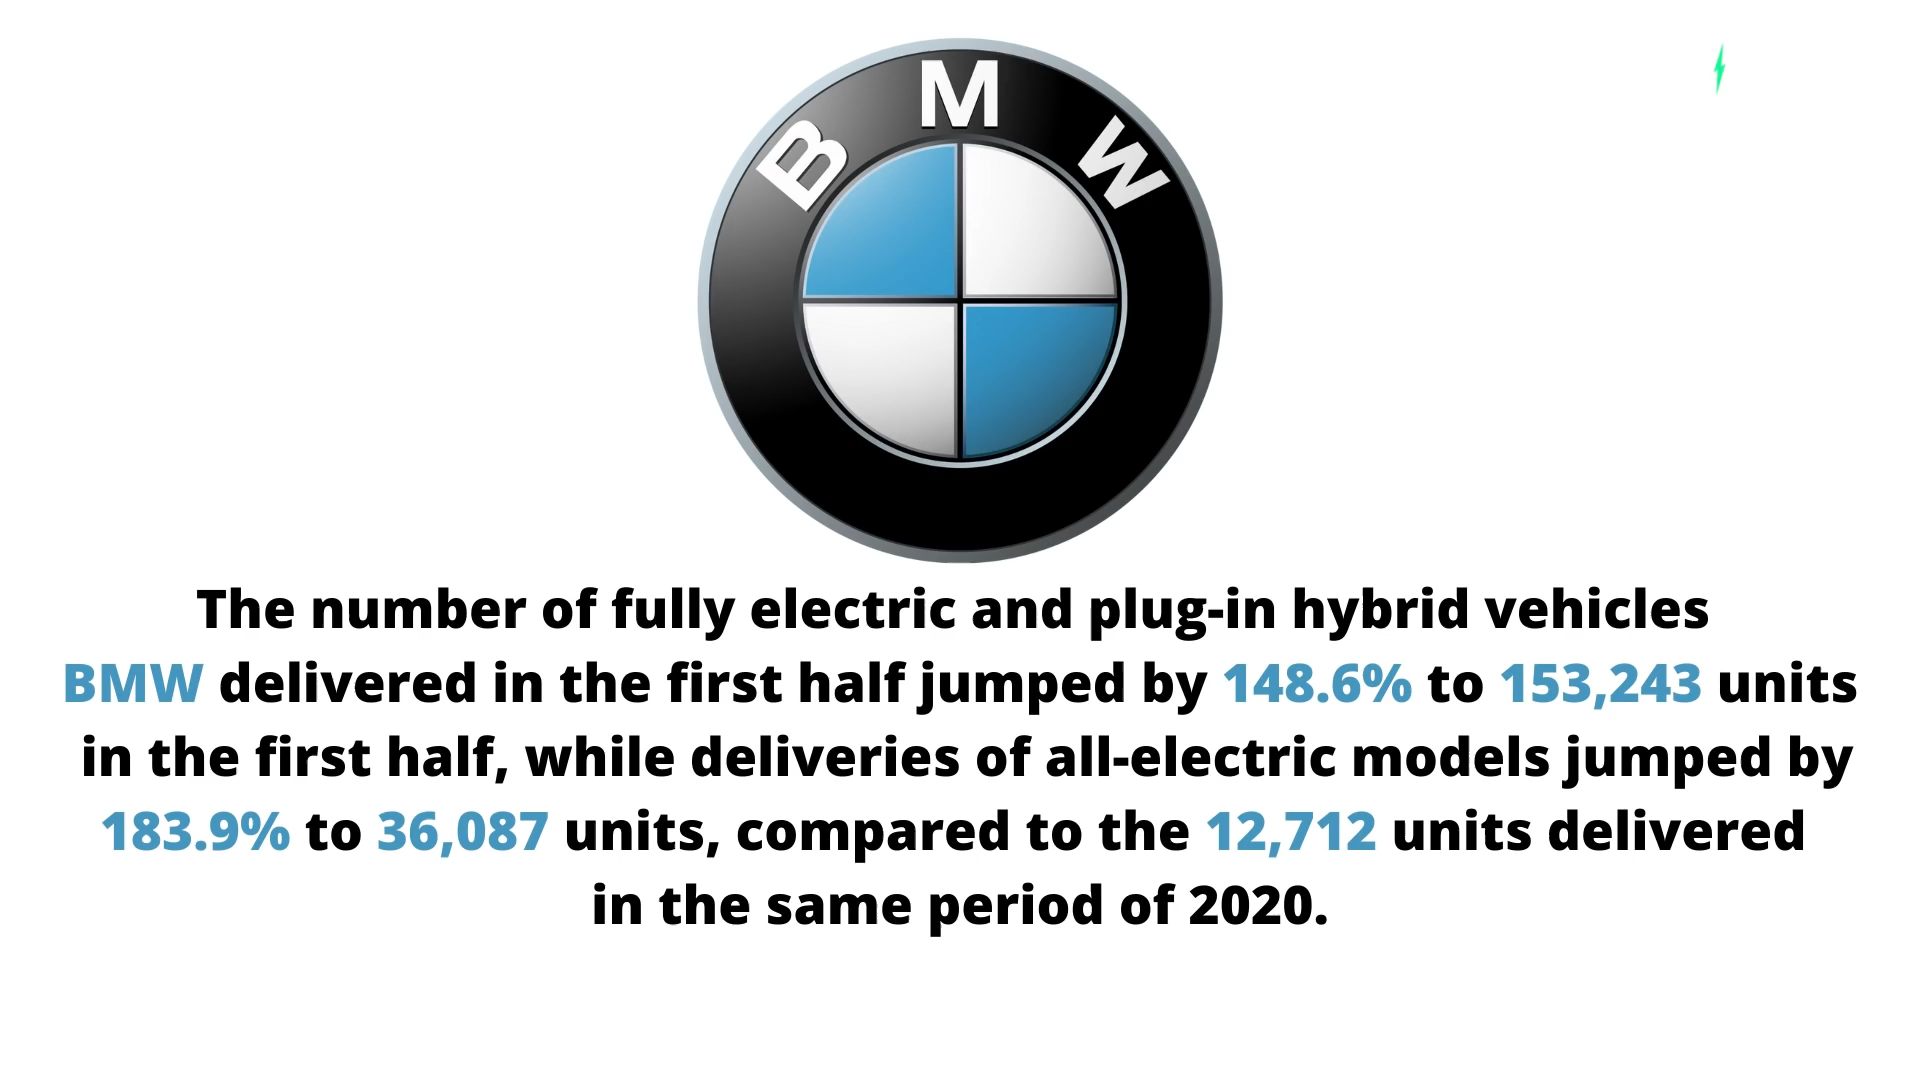 BMW
The number of fully electric and plug-in hybrid vehicles
BMW delivered in the first half jumped by 148.6% to 153,243 units
in the first half, while deliveries of all-electric models jumped by
183.9% to 36,087 units, compared to the 12,712 units delivered
in the same period of 2020.